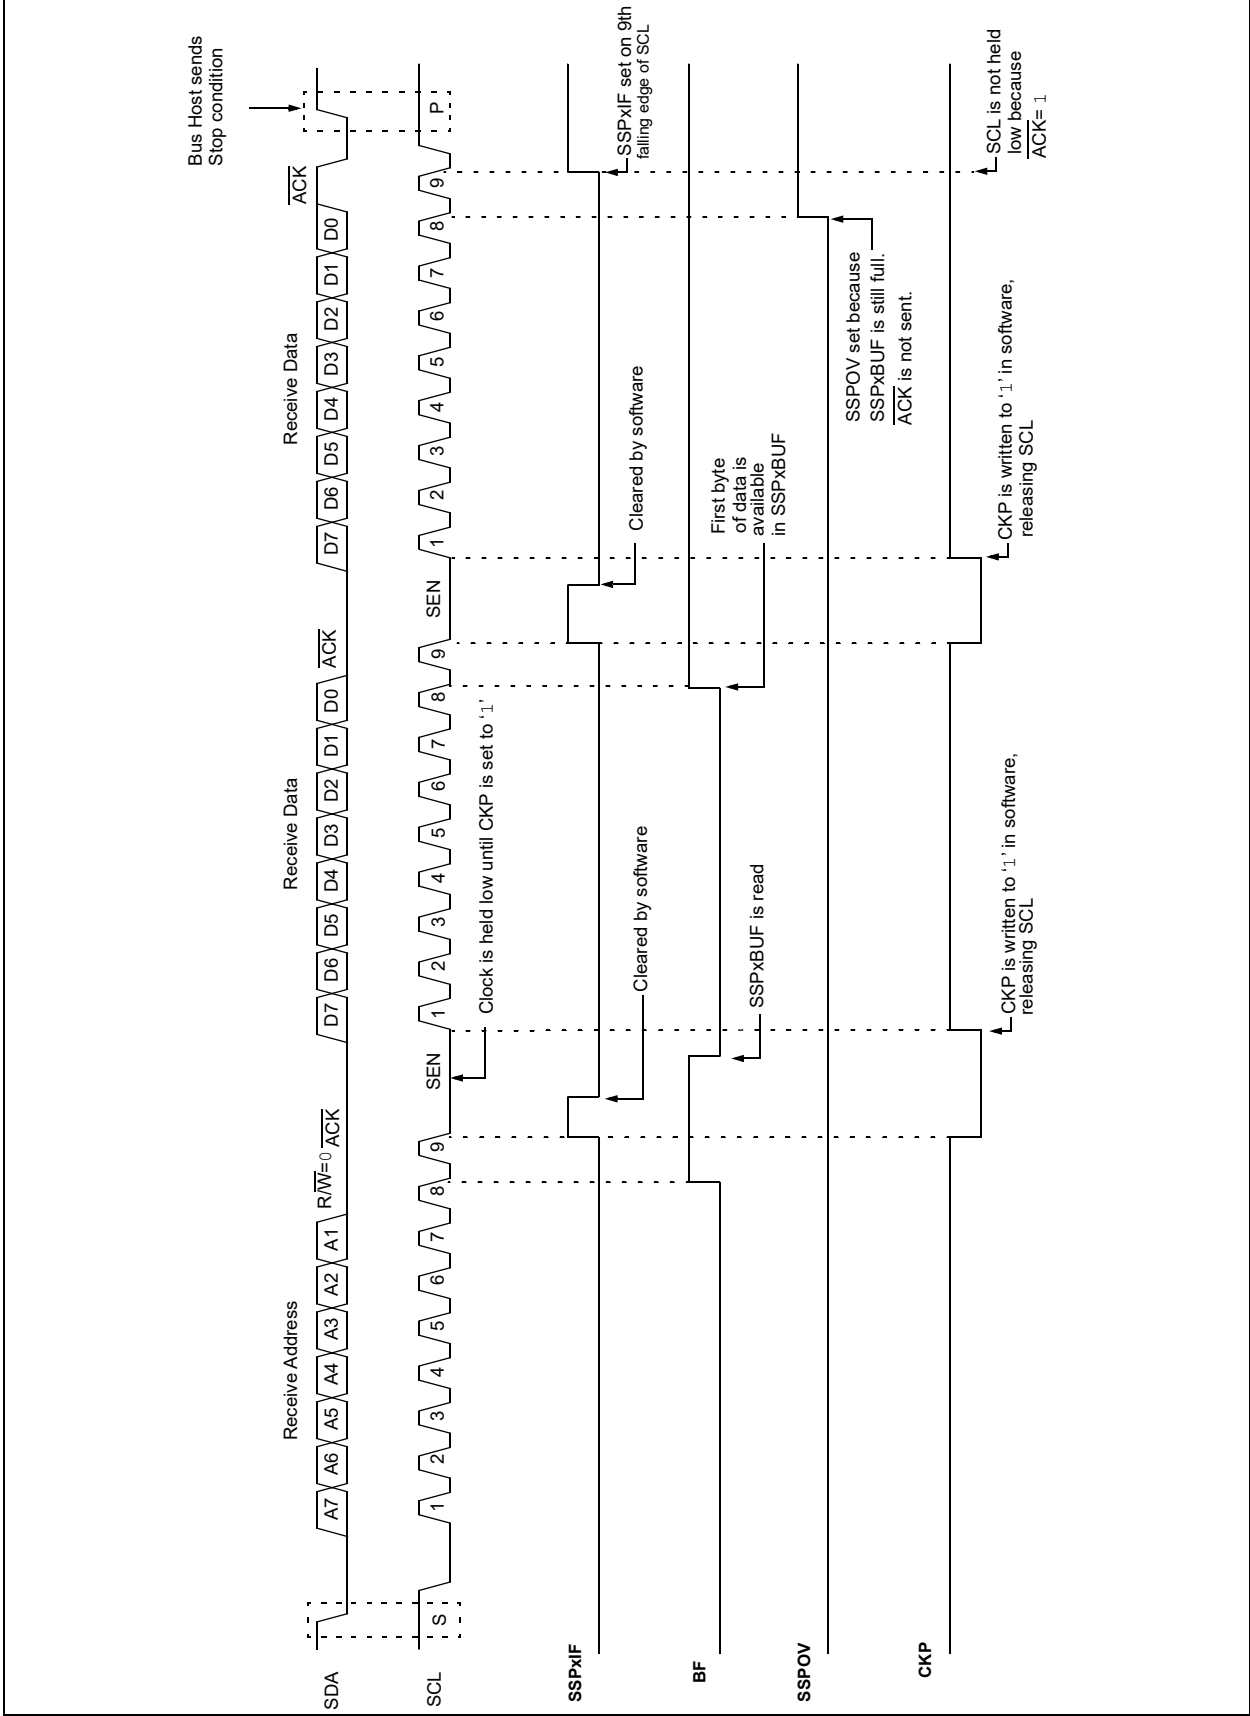 Bus Host sends
Stop condition
Receive Address
Receive Data
Receive Data
SDA
A7 A6 A5 A4 A3 A2 A1 R/W=0 ACK D7 D6 D5 D4 D3 D2 D1 D0 ACK D7 D6 D5 D4 D3 D2 D1 D0 ACK
SCL
S 1 2 3 4 5 6 7 8 9 SEN 1 2 3 4 5 6 7 8 9 SEN 1 2 3 4 5 6 7 8 9 P
Clock is held low until CKP is set to ‘1’
SSPxIF
Cleared by software
Cleared by software
SSPxIF set on 9th
falling edge of SCL
BF
SSPxBUF is read
First byte
of data is
available
in SSPxBUF
SSPOV
SSPOV set because
SSPxBUF is still full.
ACK is not sent.
CKP
CKP is written to ‘1’ in software,
releasing SCL
CKP is written to ‘1’ in software,
releasing SCL
SCL is not held
low because
ACK= 1